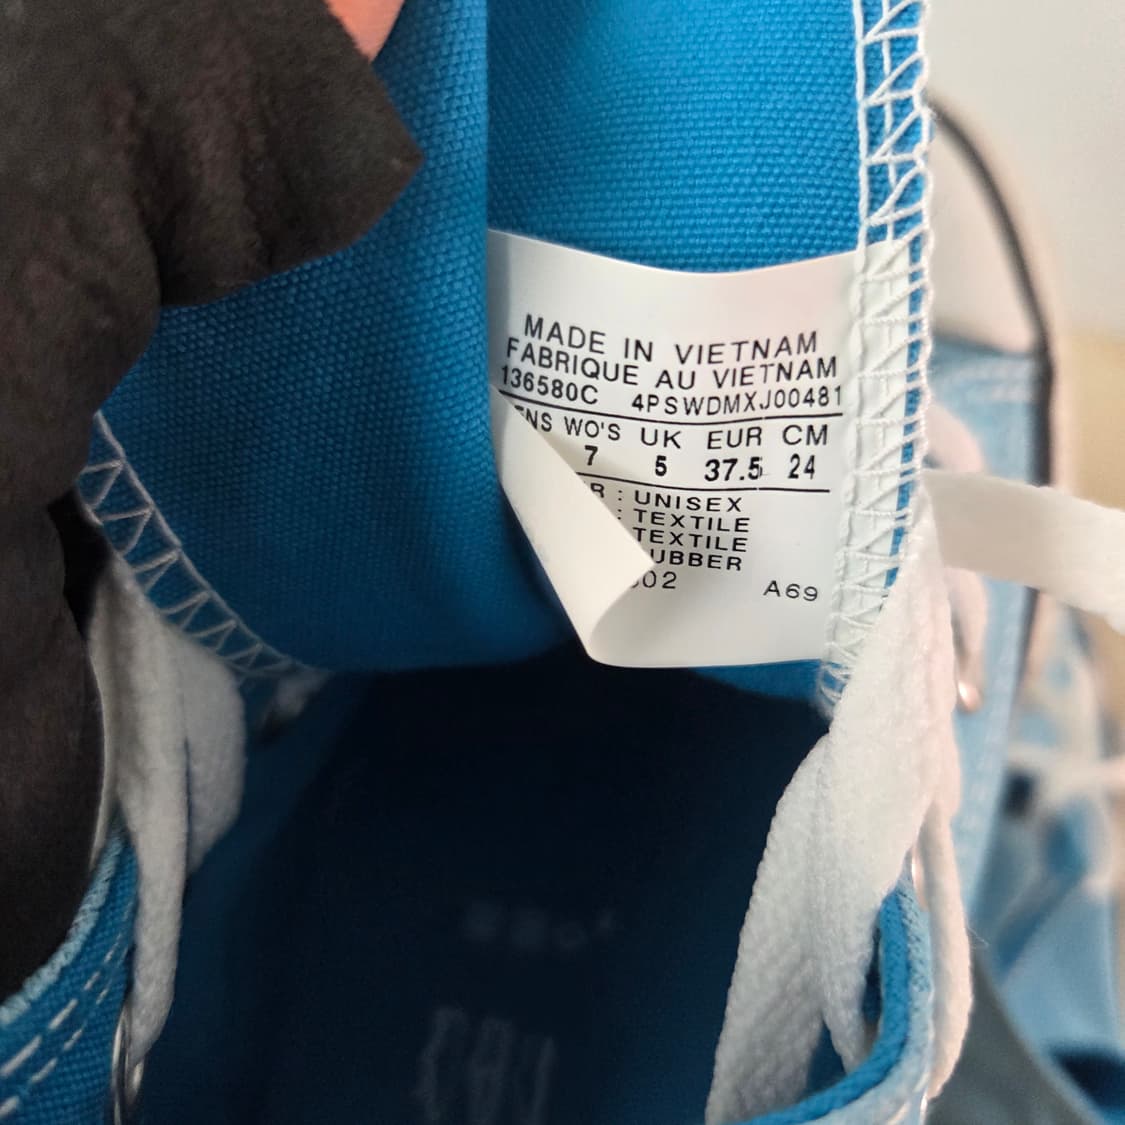 MADE IN VIETNAM
FABRIQUE AU VIETNAM
136580C 4PSWDMXJ00481
WO'S UK EUR CM
7 5 37.5 24
: UNISEX
: TEXTILE
TEXTILE
A69